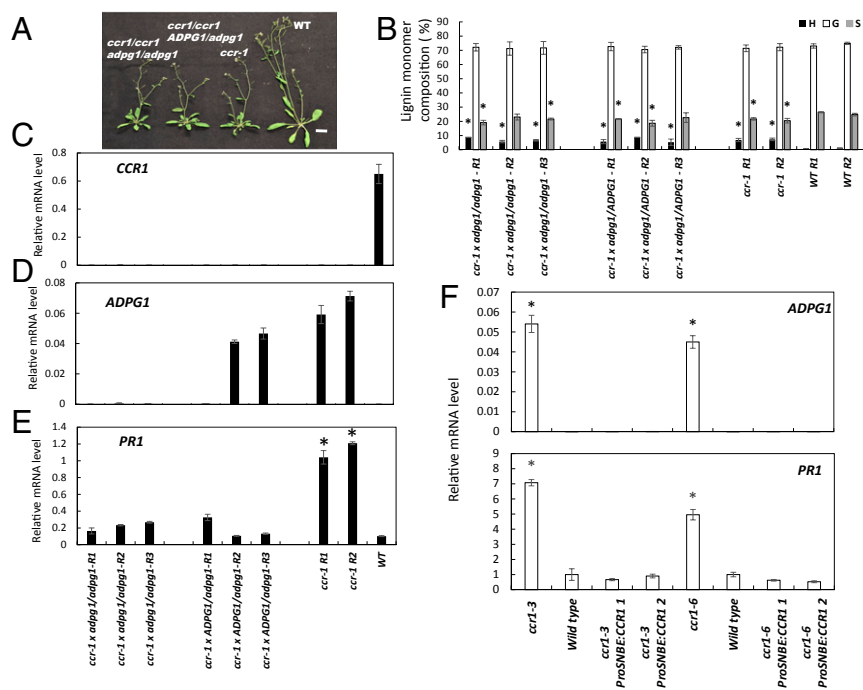 A
ccr1/ccr1
adpg1/adpg1
ccr1/ccr1
ADPG1/adpg1
ccr-1
WT
B
H G S
Lignin monomer
composition ( %)
90
80
70
60
50
40
30
20
10
0
* * * * * * * * * * * * *
ccr-1 x adpg1/adpg1 - R1
ccr-1 x adpg1/adpg1 - R2
ccr-1 x adpg1/adpg1 - R3
ccr-1 x adpg1/ADPG1 - R1
ccr-1 x adpg1/ADPG1 - R2
ccr-1 x adpg1/ADPG1 - R3
ccr-1 R1
ccr-1 R2
WT R1
WT R2
C
CCR1
Relative mRNA level
0.8
0.6
0.4
0.2
0
D
ADPG1
Relative mRNA level
0.08
0.06
0.04
0.02
0
E
PR1
Relative mRNA level
1.4
1.2
1
0.8
0.6
0.4
0.2
0
* *
ccr-1 x adpg1/adpg1-R1
ccr-1 x adpg1/adpg1-R2
ccr-1 x adpg1/adpg1-R3
ccr-1 x ADPG1/adpg1-R1
ccr-1 x ADPG1/adpg1-R2
ccr-1 x ADPG1/adpg1-R3
ccr-1 R1
ccr-1 R2
WT
F
ADPG1
0.07
0.06
0.05
0.04
0.03
0.02
0.01
0
* *
Relative mRNA level
PR1
9
8
7
6
5
4
3
2
1
0
* *
ccr1-3
Wild type
ccr1-3
ProSNBE:CCR1 1
ccr1-3
ProSNBE:CCR1 2
ccr1-6
Wild type
ccr1-6
ProSNBE:CCR1 1
ccr1-6
ProSNBE:CCR1 2